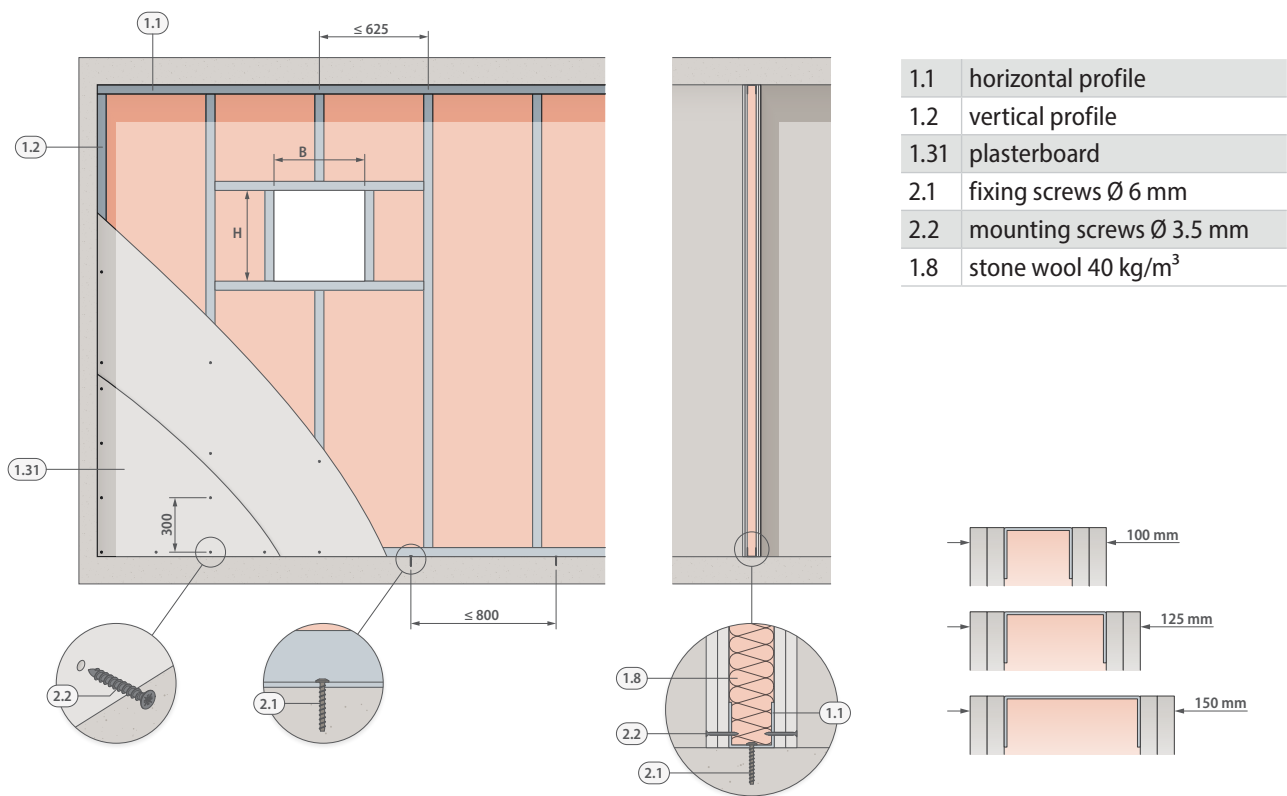 1.1
≤ 625
1.2
B
H
1.31
300
≤ 800
2.2
2.1
1.8
1.1
2.2
2.1
1.1 horizontal profile
1.2 vertical profile
1.31 plasterboard
2.1 fixing screws Ø 6 mm
2.2 mounting screws Ø 3.5 mm
1.8 stone wool 40 kg/m³
100 mm
125 mm
150 mm